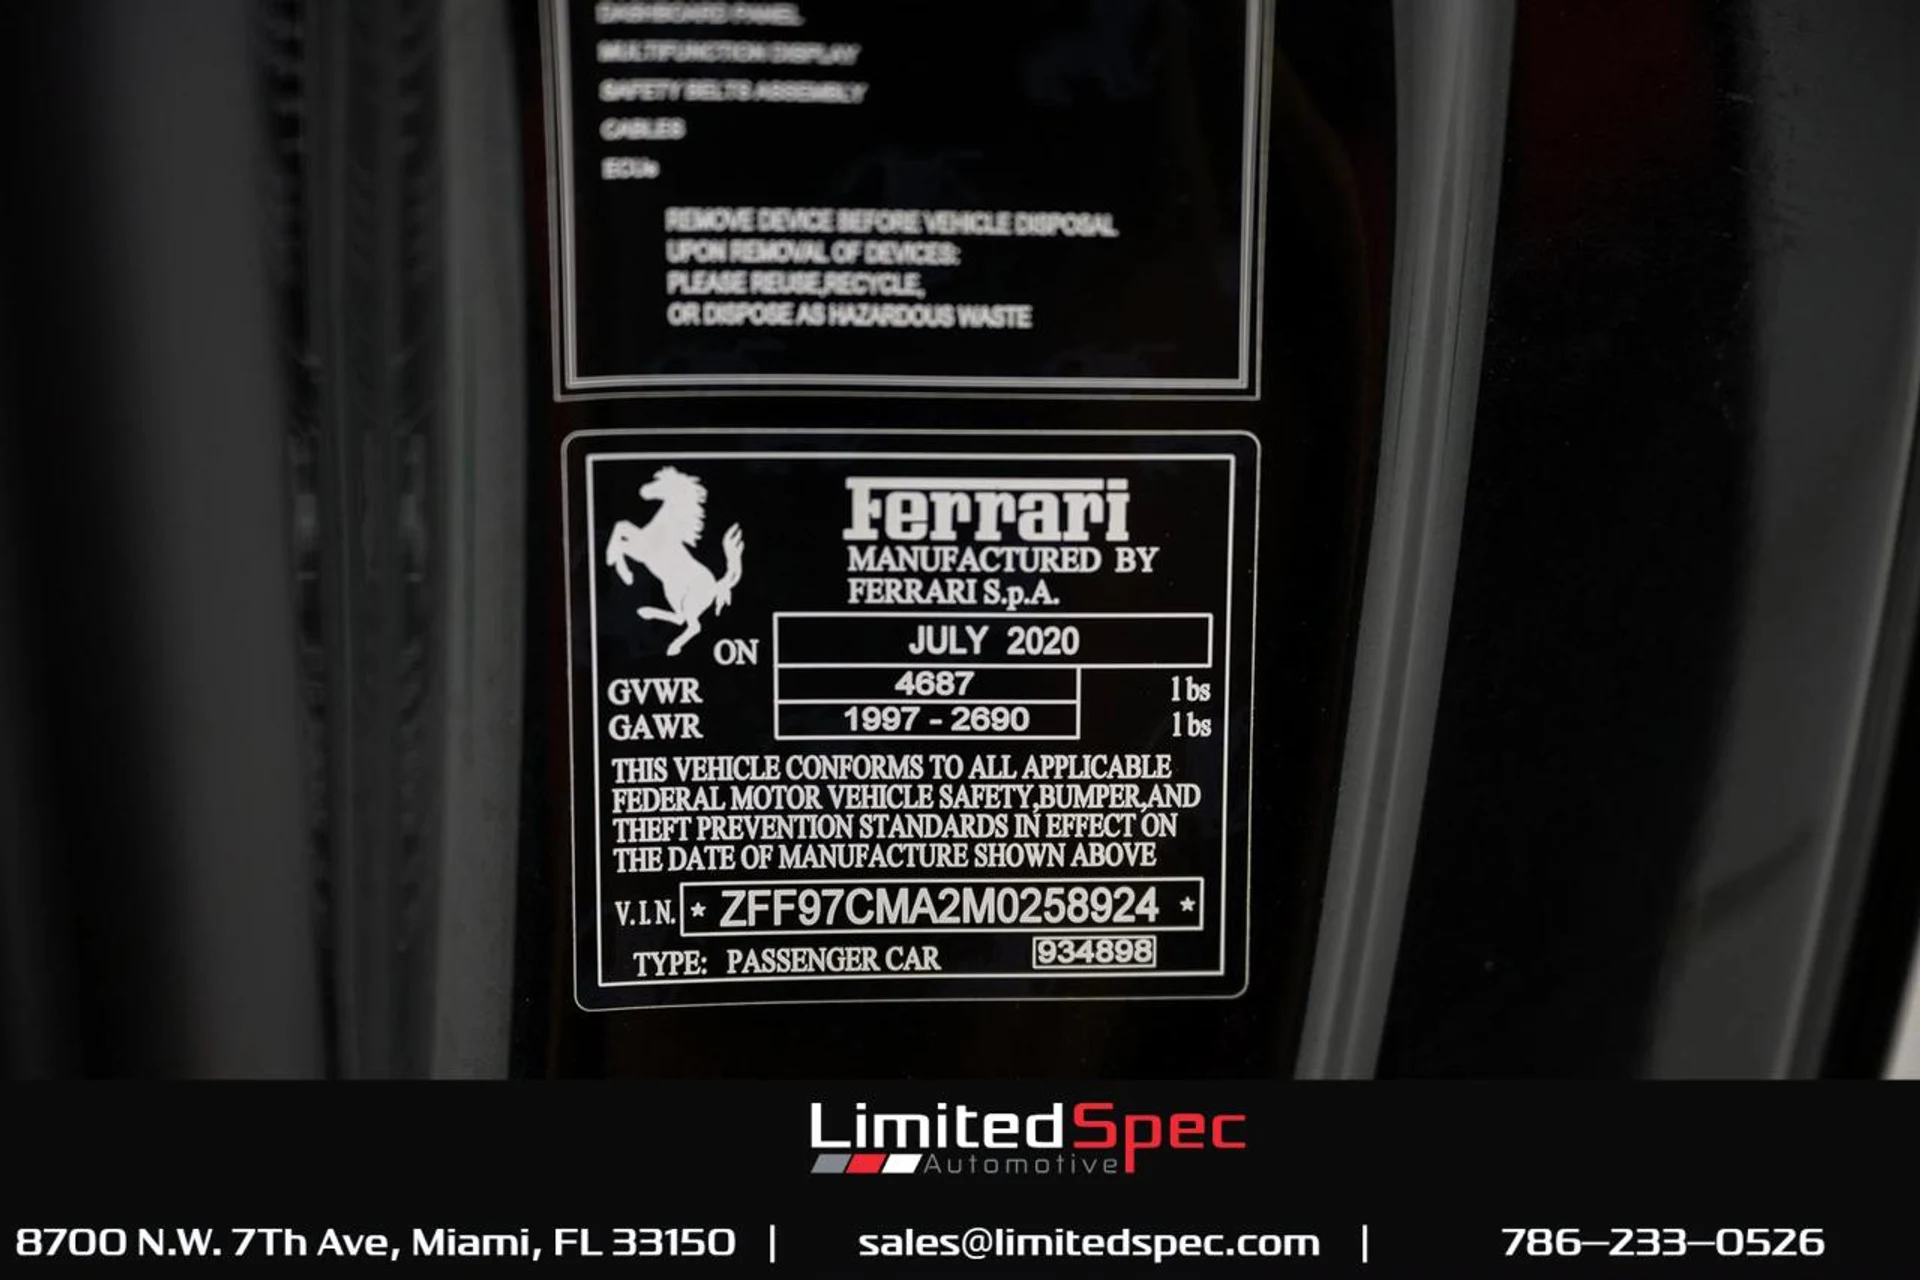 DASHBOARD PANEL
MULTIFUNCTION DISPLAY
SAFETY BELTS ASSEMBLY
CABLES
ECUs
REMOVE DEVICE BEFORE VEHICLE DISPOSAL
UPON REMOVAL OF DEVICES:
PLEASE REUSE,RECYCLE,
OR DISPOSE AS HAZARDOUS WASTE
Ferrari
MANUFACTURED BY
FERRARI S.p.A.
ON JULY 2020
GVWR 4687 lbs
GAWR 1997 - 2690 lbs
THIS VEHICLE CONFORMS TO ALL APPLICABLE
FEDERAL MOTOR VEHICLE SAFETY,BUMPER,AND
THEFT PREVENTION STANDARDS IN EFFECT ON
THE DATE OF MANUFACTURE SHOWN ABOVE
V.I.N. * ZFF97CMA2M0258924 *
TYPE: PASSENGER CAR 934898
LimitedSpec
Automotive
8700 N.W. 7Th Ave, Miami, FL 33150 | sales@limitedspec.com | 786–233–0526